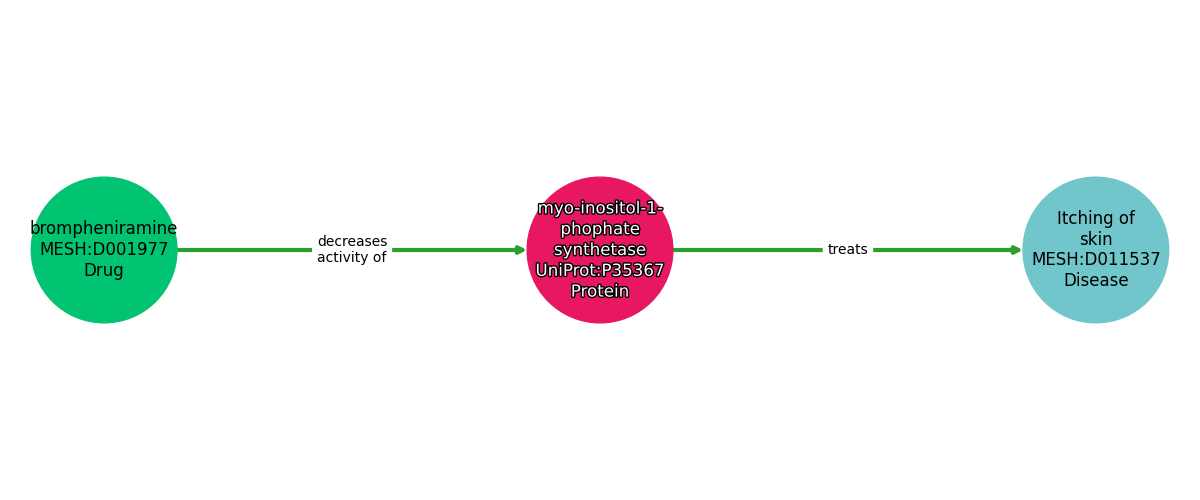 brompheniramine
MESH:D001977
Drug
decreases
activity of
myo-inositol-1-
phophate
synthetase
UniProt:P35367
Protein
treats
Itching of
skin
MESH:D011537
Disease